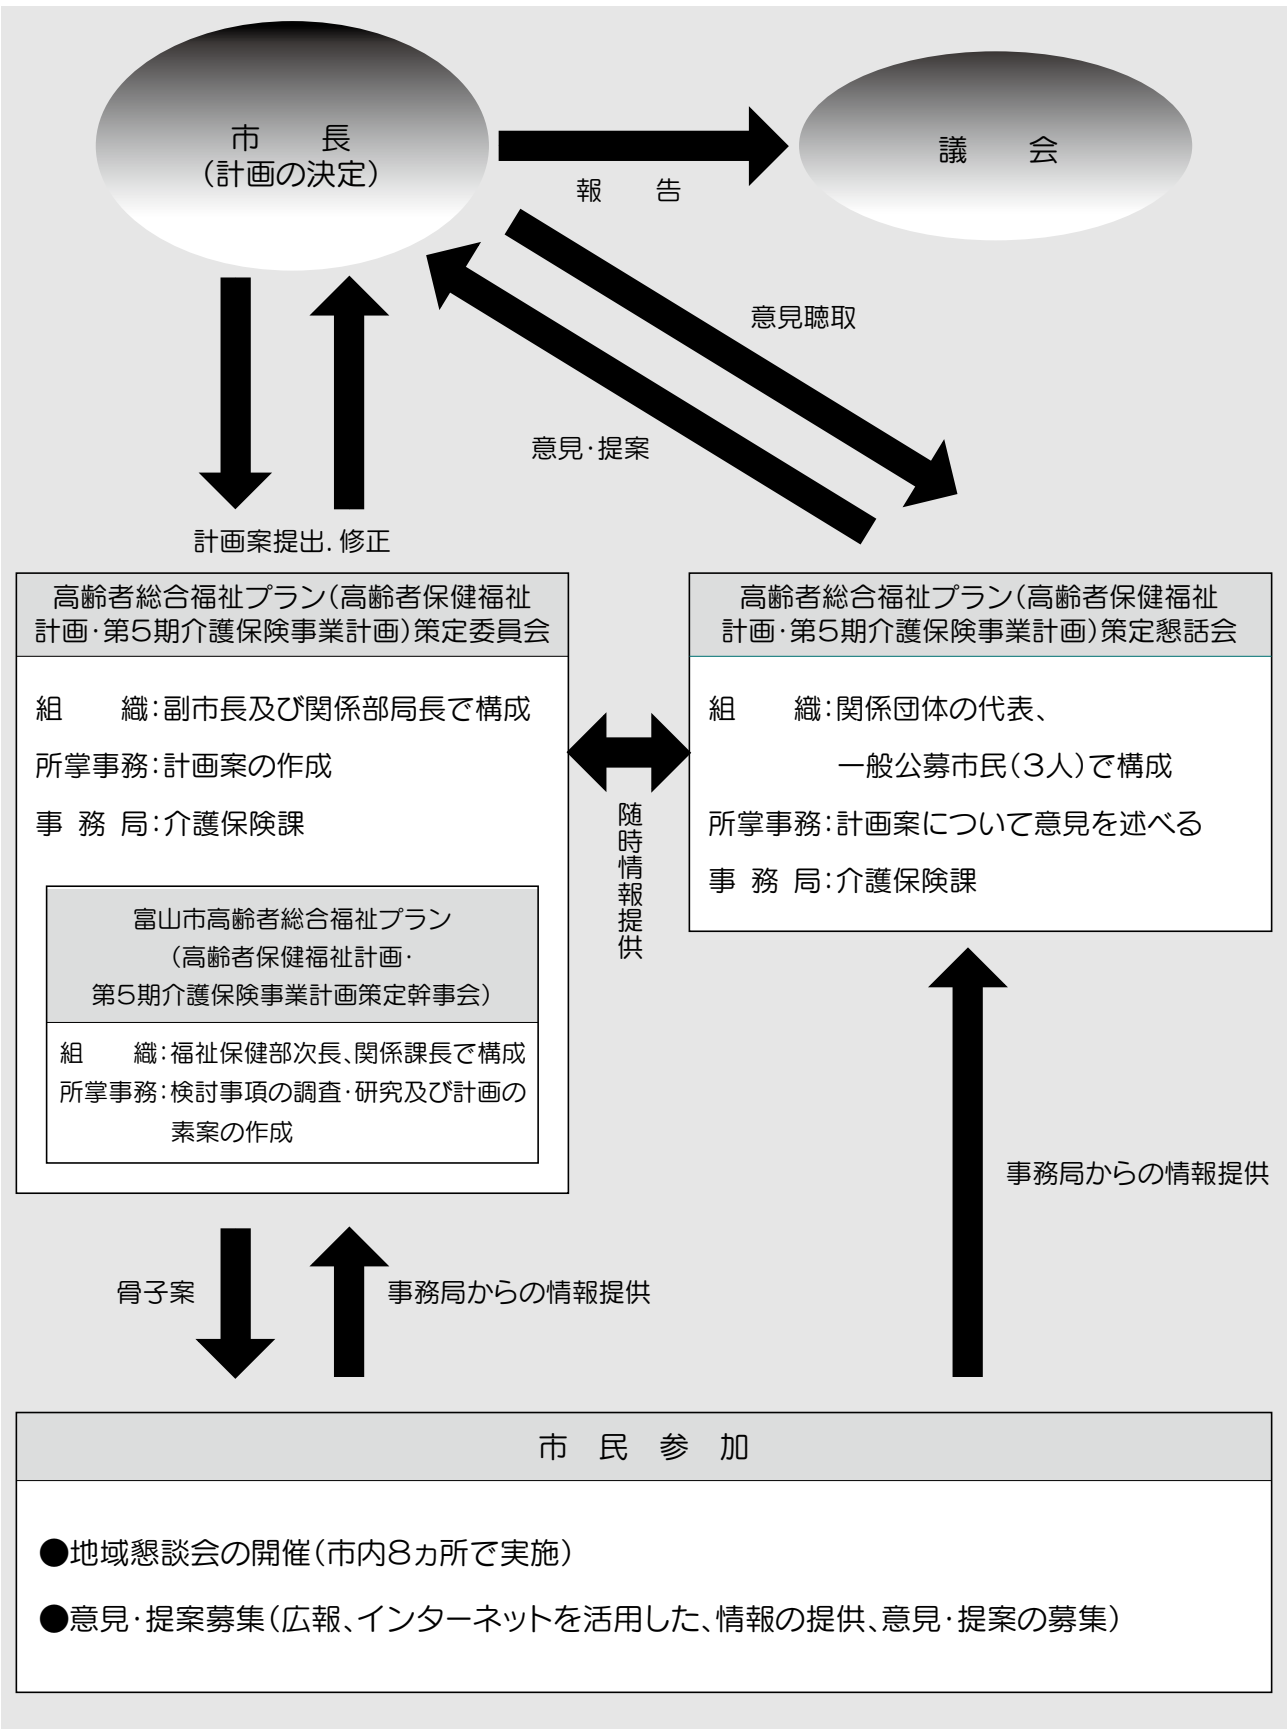 市　長
(計画の決定)
議　会
報　告
意見聴取
意見・提案
計画案提出.修正
高齢者総合福祉プラン(高齢者保健福祉
計画・第5期介護保険事業計画)策定委員会
組　織:副市長及び関係部局長で構成
所掌事務:計画案の作成
事 務 局:介護保険課
富山市高齢者総合福祉プラン
(高齢者保健福祉計画・
第5期介護保険事業計画策定幹事会)
組　織:福祉保健部次長、関係課長で構成
所掌事務:検討事項の調査・研究及び計画の
素案の作成
随時情報提供
高齢者総合福祉プラン(高齢者保健福祉
計画・第5期介護保険事業計画)策定懇話会
組　織:関係団体の代表、
一般公募市民(3人)で構成
所掌事務:計画案について意見を述べる
事 務 局:介護保険課
骨子案
事務局からの情報提供
事務局からの情報提供
市 民 参 加
●地域懇談会の開催(市内8ヵ所で実施)
●意見・提案募集(広報、インターネットを活用した、情報の提供、意見・提案の募集)